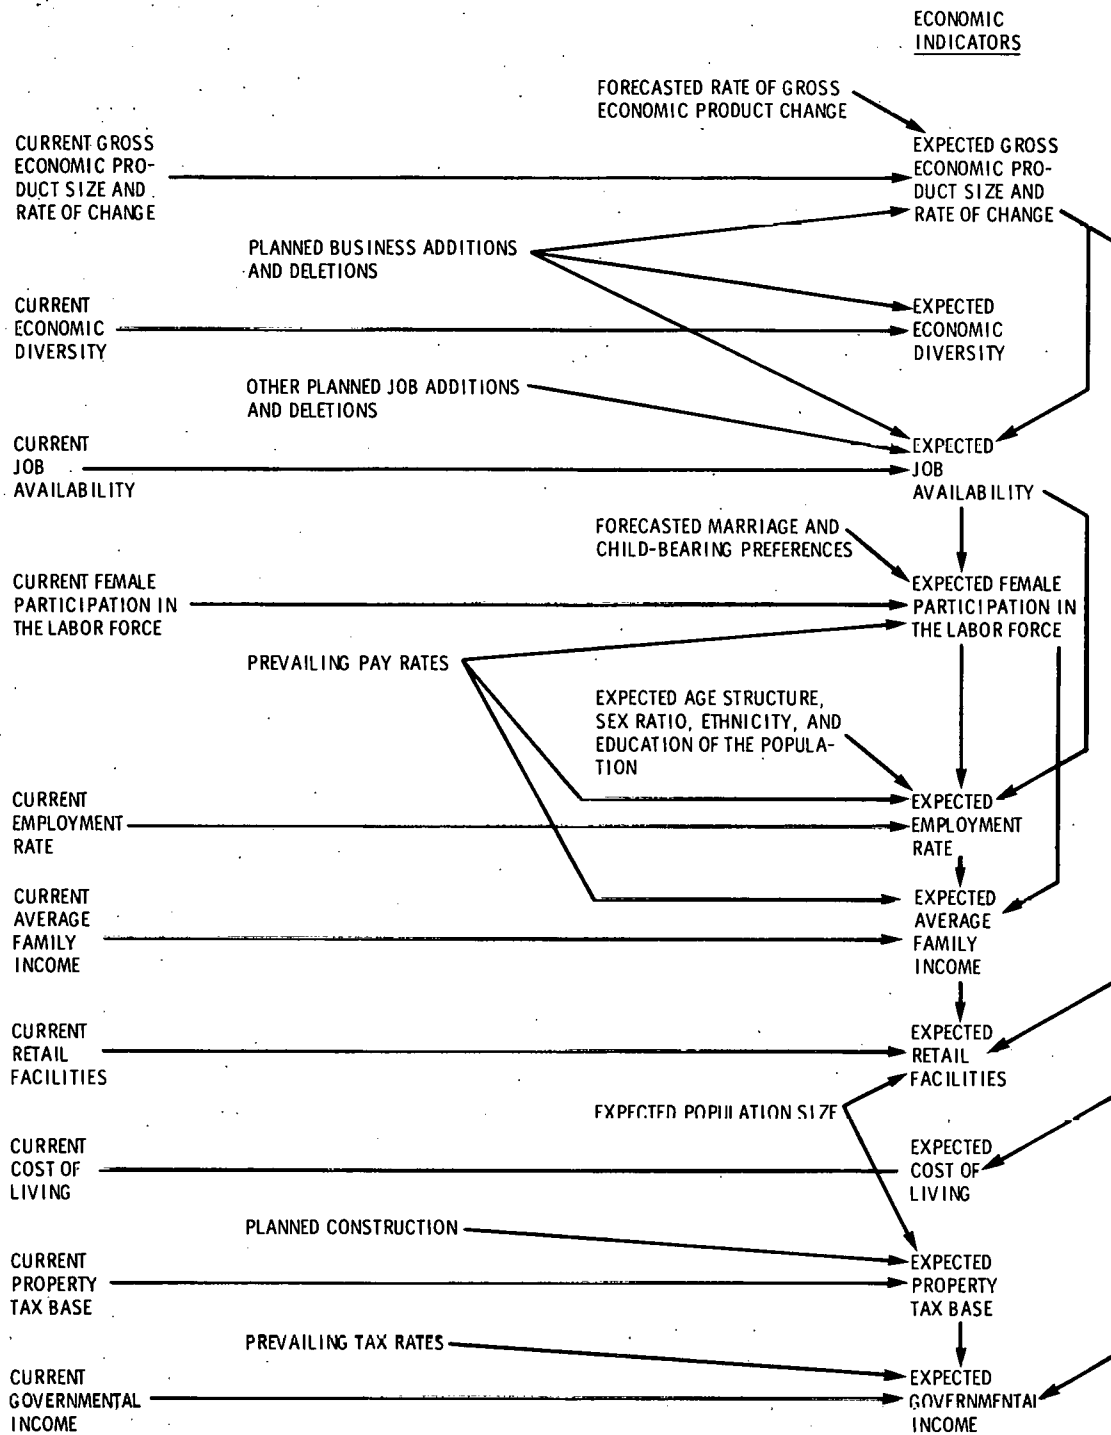 ECONOMIC
INDICATORS
FORECASTED RATE OF GROSS
ECONOMIC PRODUCT CHANGE
CURRENT GROSS
ECONOMIC PRO-
DUCT SIZE AND
RATE OF CHANGE
EXPECTED GROSS
ECONOMIC PRO-
DUCT SIZE AND
RATE OF CHANGE
PLANNED BUSINESS ADDITIONS
AND DELETIONS
CURRENT
ECONOMIC
DIVERSITY
EXPECTED
ECONOMIC
DIVERSITY
OTHER PLANNED JOB ADDITIONS
AND DELETIONS
CURRENT
JOB
AVAILABILITY
EXPECTED
JOB
AVAILABILITY
FORECASTED MARRIAGE AND
CHILD-BEARING PREFERENCES
CURRENT FEMALE
PARTICIPATION IN
THE LABOR FORCE
EXPECTED FEMALE
PARTICIPATION IN
THE LABOR FORCE
PREVAILING PAY RATES
EXPECTED AGE STRUCTURE,
SEX RATIO, ETHNICITY, AND
EDUCATION OF THE POPULA-
TION
CURRENT
EMPLOYMENT
RATE
EXPECTED
EMPLOYMENT
RATE
CURRENT
AVERAGE
FAMILY
INCOME
EXPECTED
AVERAGE
FAMILY
INCOME
CURRENT
RETAIL
FACILITIES
EXPECTED
RETAIL
FACILITIES
EXPECTED POPULATION SIZE
CURRENT
COST OF
LIVING
EXPECTED
COST OF
LIVING
PLANNED CONSTRUCTION
CURRENT
PROPERTY
TAX BASE
EXPECTED
PROPERTY
TAX BASE
PREVAILING TAX RATES
CURRENT
GOVERNMENTAL
INCOME
EXPECTED
GOVERNMENTAL
INCOME